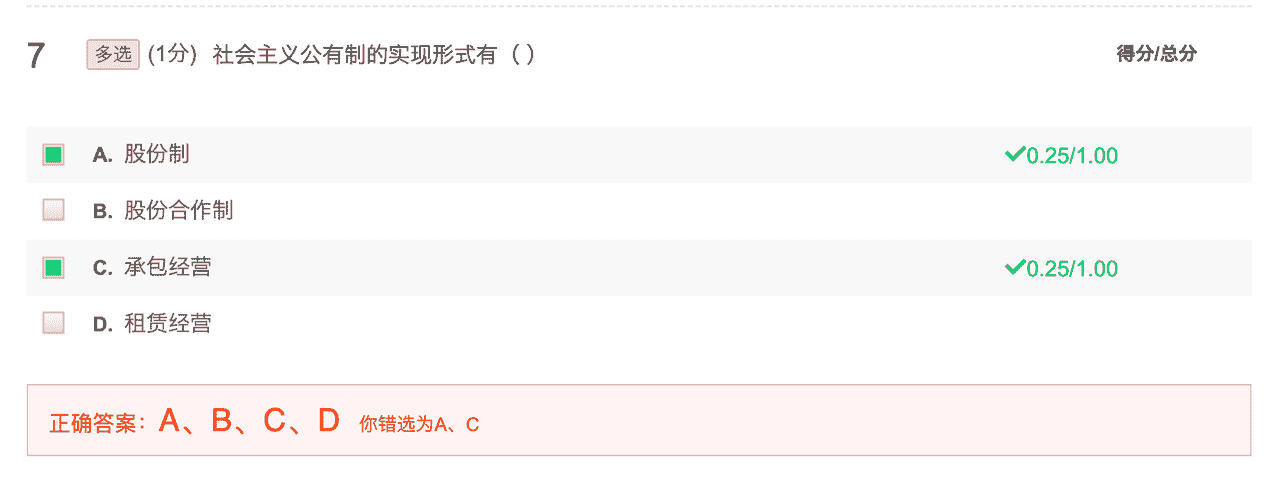 7 多选 (1分) 社会主义公有制的实现形式有（ ） 得分/总分
A. 股份制 0.25/1.00
B. 股份合作制
C. 承包经营 0.25/1.00
D. 租赁经营
正确答案：A、B、C、D 你错选为A、C